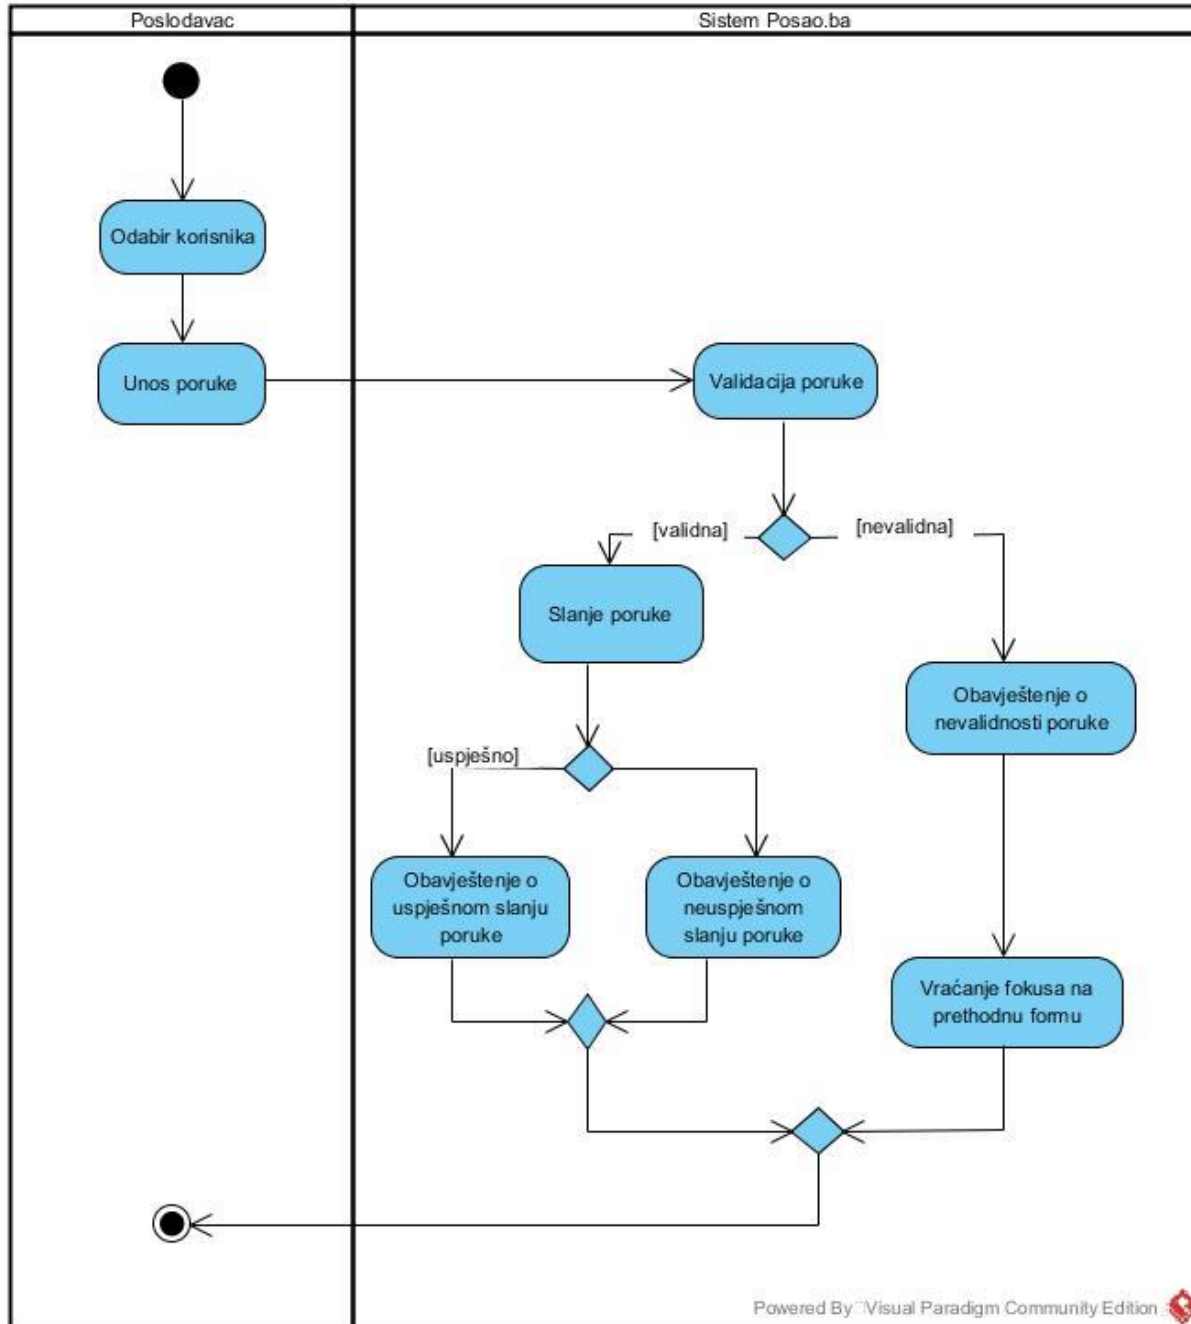 Poslodavac
Sistem Posao.ba
Odabir korisnika
Unos poruke
Validacija poruke
[validna]
[nevalidna]
Slanje poruke
Obavještenje o
nevalidnosti poruke
[uspješno]
Obavještenje o
uspješnom slanju
poruke
Obavještenje o
neuspješnom
slanju poruke
Vraćanje fokusa na
prethodnu formu
Powered By Visual Paradigm Community Edition